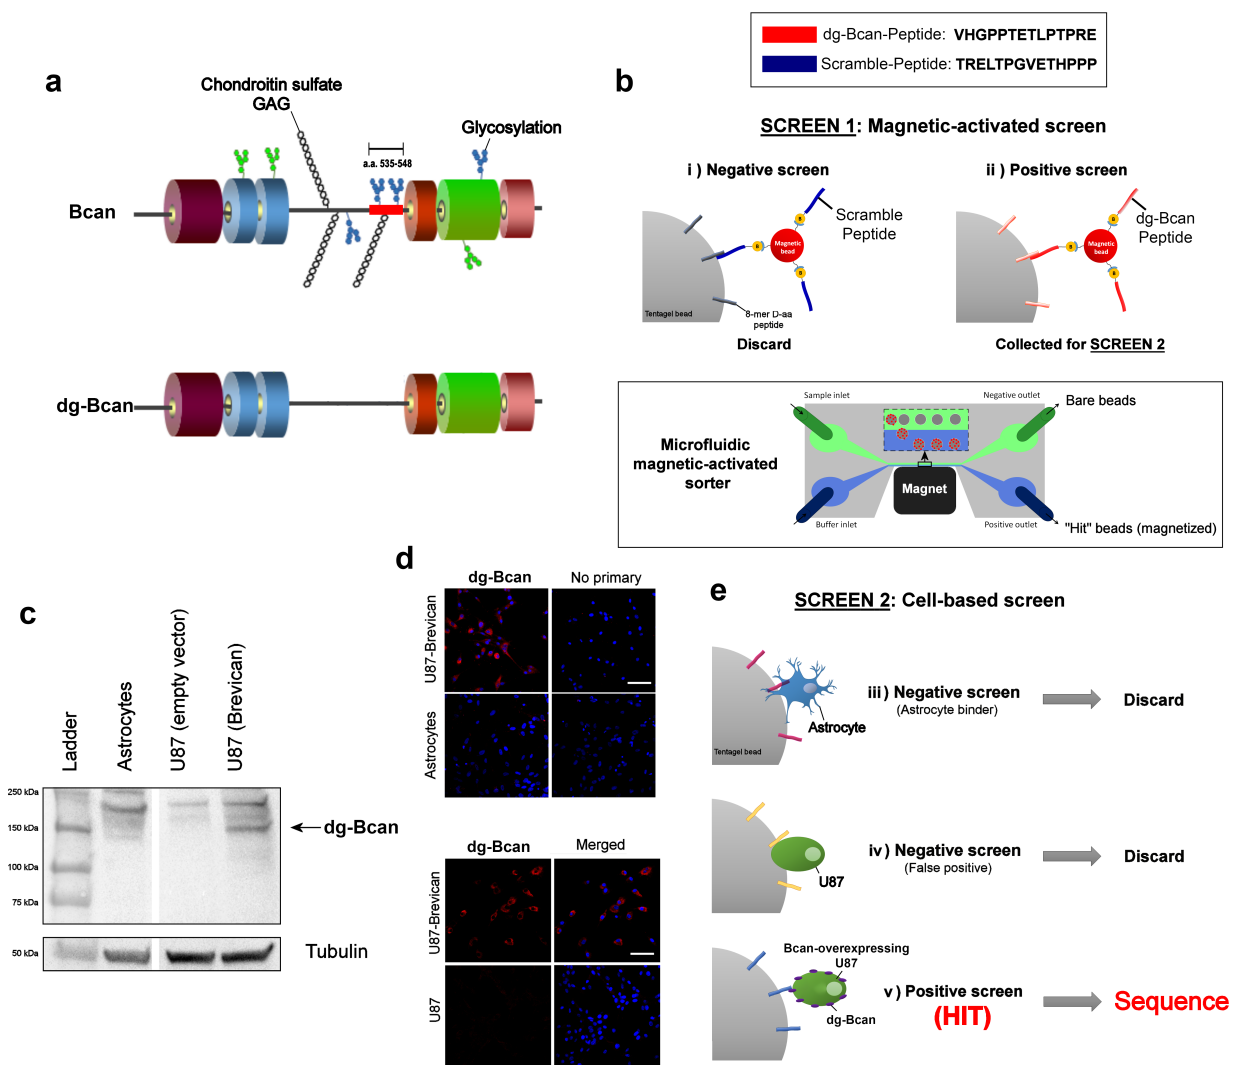 dg-Bcan-Peptide: VHGPPTETLPTPRE
Scramble-Peptide: TRELTPGVETHPPP
a
Chondroitin sulfate
GAG
Glycosylation
a.a. 535-548
Bcan
dg-Bcan
b
SCREEN 1: Magnetic-activated screen
i ) Negative screen
Scramble
Peptide
B
B
B
Magnetic
bead
Tentagel bead
8-mer D-aa
peptide
Discard
ii ) Positive screen
dg-Bcan
Peptide
B
B
B
Magnetic
bead
Collected for SCREEN 2
Microfluidic
magnetic-activated
sorter
Sample inlet
Negative outlet
Bare beads
Magnet
Buffer inlet
Positive outlet
"Hit" beads (magnetized)
c
Ladder
Astrocytes
U87 (empty vector)
U87 (Brevican)
250 kDa
150 kDa
100 kDa
75 kDa
50 kDa
dg-Bcan
Tubulin
d
dg-Bcan
No primary
U87-Brevican
Astrocytes
dg-Bcan
Merged
U87-Brevican
U87
e
SCREEN 2: Cell-based screen
Astrocyte
Tentagel bead
iii ) Negative screen
(Astrocyte binder)
Discard
U87
iv ) Negative screen
(False positive)
Discard
Bcan-overexpressing
U87
dg-Bcan
v ) Positive screen
(HIT)
Sequence